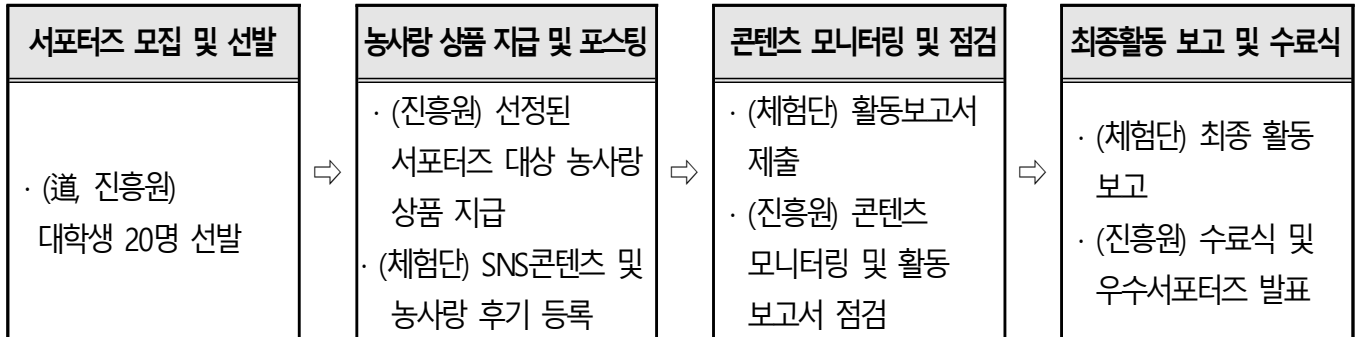 서포터즈 모집 및 선발
· (道, 진흥원)
대학생 20명 선발
⇨
농사랑 상품 지급 및 포스팅
· (진흥원) 선정된
서포터즈 대상 농사랑
상품 지급
· (체험단) SNS콘텐츠 및
농사랑 후기 등록
⇨
콘텐츠 모니터링 및 점검
· (체험단) 활동보고서
제출
· (진흥원) 콘텐츠
모니터링 및 활동
보고서 점검
⇨
최종활동 보고 및 수료식
· (체험단) 최종 활동
보고
· (진흥원) 수료식 및
우수서포터즈 발표